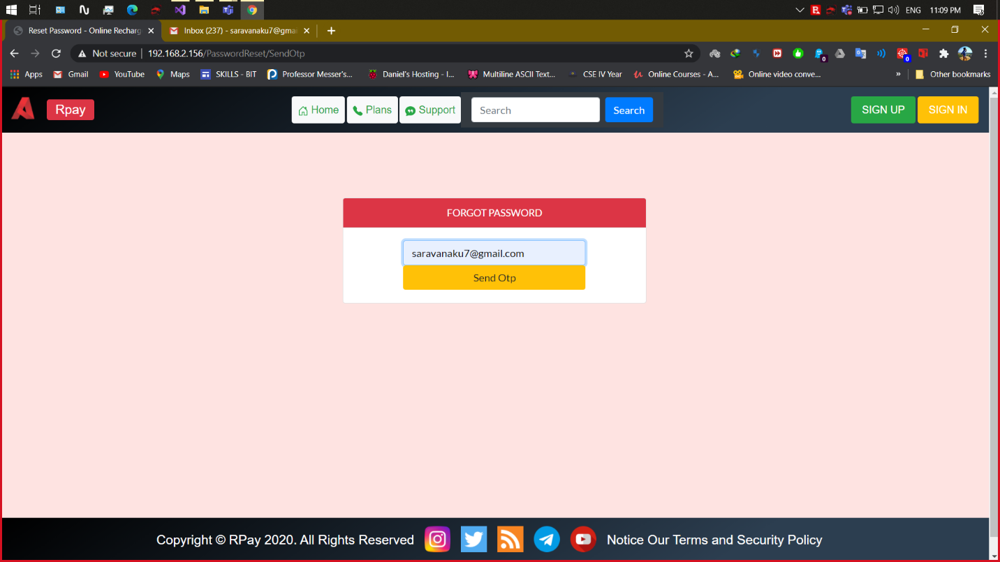 ENG 11:09 PM
Reset Password - Online Recharg
Inbox (237) - saravanaku7@gmai
Not secure 192.168.2.156/PasswordReset/SendOtp
0
0
Apps Gmail YouTube Maps SKILLS - BIT Professor Messer's... Daniel's Hosting - I... Multiline ASCII Text... CSE IV Year Online Courses - A... Online video conve... » Other bookmarks
Rpay Home Plans Support Search Search SIGN UP SIGN IN
FORGOT PASSWORD
saravanaku7@gmail.com
Send Otp
Copyright © RPay 2020. All Rights Reserved Notice Our Terms and Security Policy